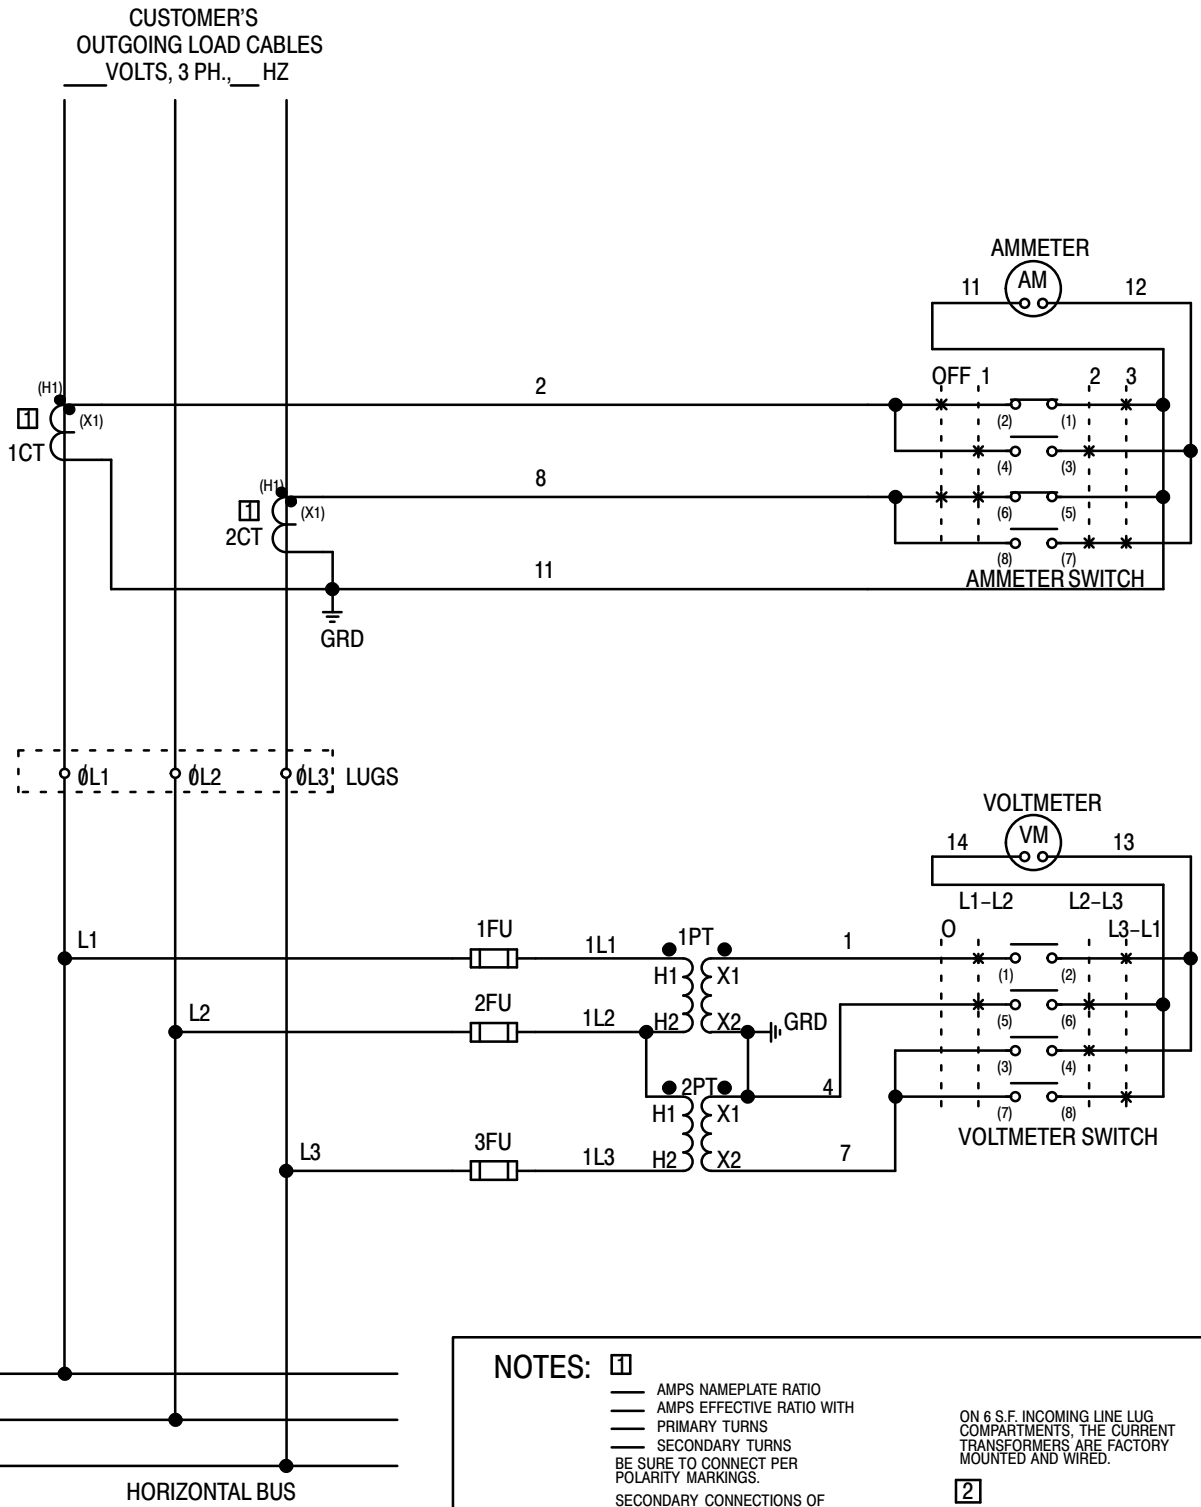 CUSTOMER'S
OUTGOING LOAD CABLES
____VOLTS, 3 PH.,___ HZ
AMMETER
11 AM 12
OFF 1 2 3
(H1)
2
1 (X1)
(2) (1)
1CT
(4) (3)
(H1)
8
1 (X1)
(6) (5)
2CT
(8) (7)
11
AMMETER SWITCH
GRD
ØL1 ØL2 ØL3 LUGS
VOLTMETER
14 VM 13
L1–L2 L2–L3
O L3–L1
L1 1FU 1L1 1PT 1
H1 X1 (1) (2)
L2 2FU 1L2 H2 X2 GRD
(5) (6)
(3) (4)
2PT 4
H1 X1 (7) (8)
VOLTMETER SWITCH
L3 3FU 1L3 H2 X2 7
NOTES: 1
____ AMPS NAMEPLATE RATIO
____ AMPS EFFECTIVE RATIO WITH
____ PRIMARY TURNS
____ SECONDARY TURNS
BE SURE TO CONNECT PER
POLARITY MARKINGS.
SECONDARY CONNECTIONS OF
ON 6 S.F. INCOMING LINE LUG
COMPARTMENTS, THE CURRENT
TRANSFORMERS ARE FACTORY
MOUNTED AND WIRED.
2
HORIZONTAL BUS